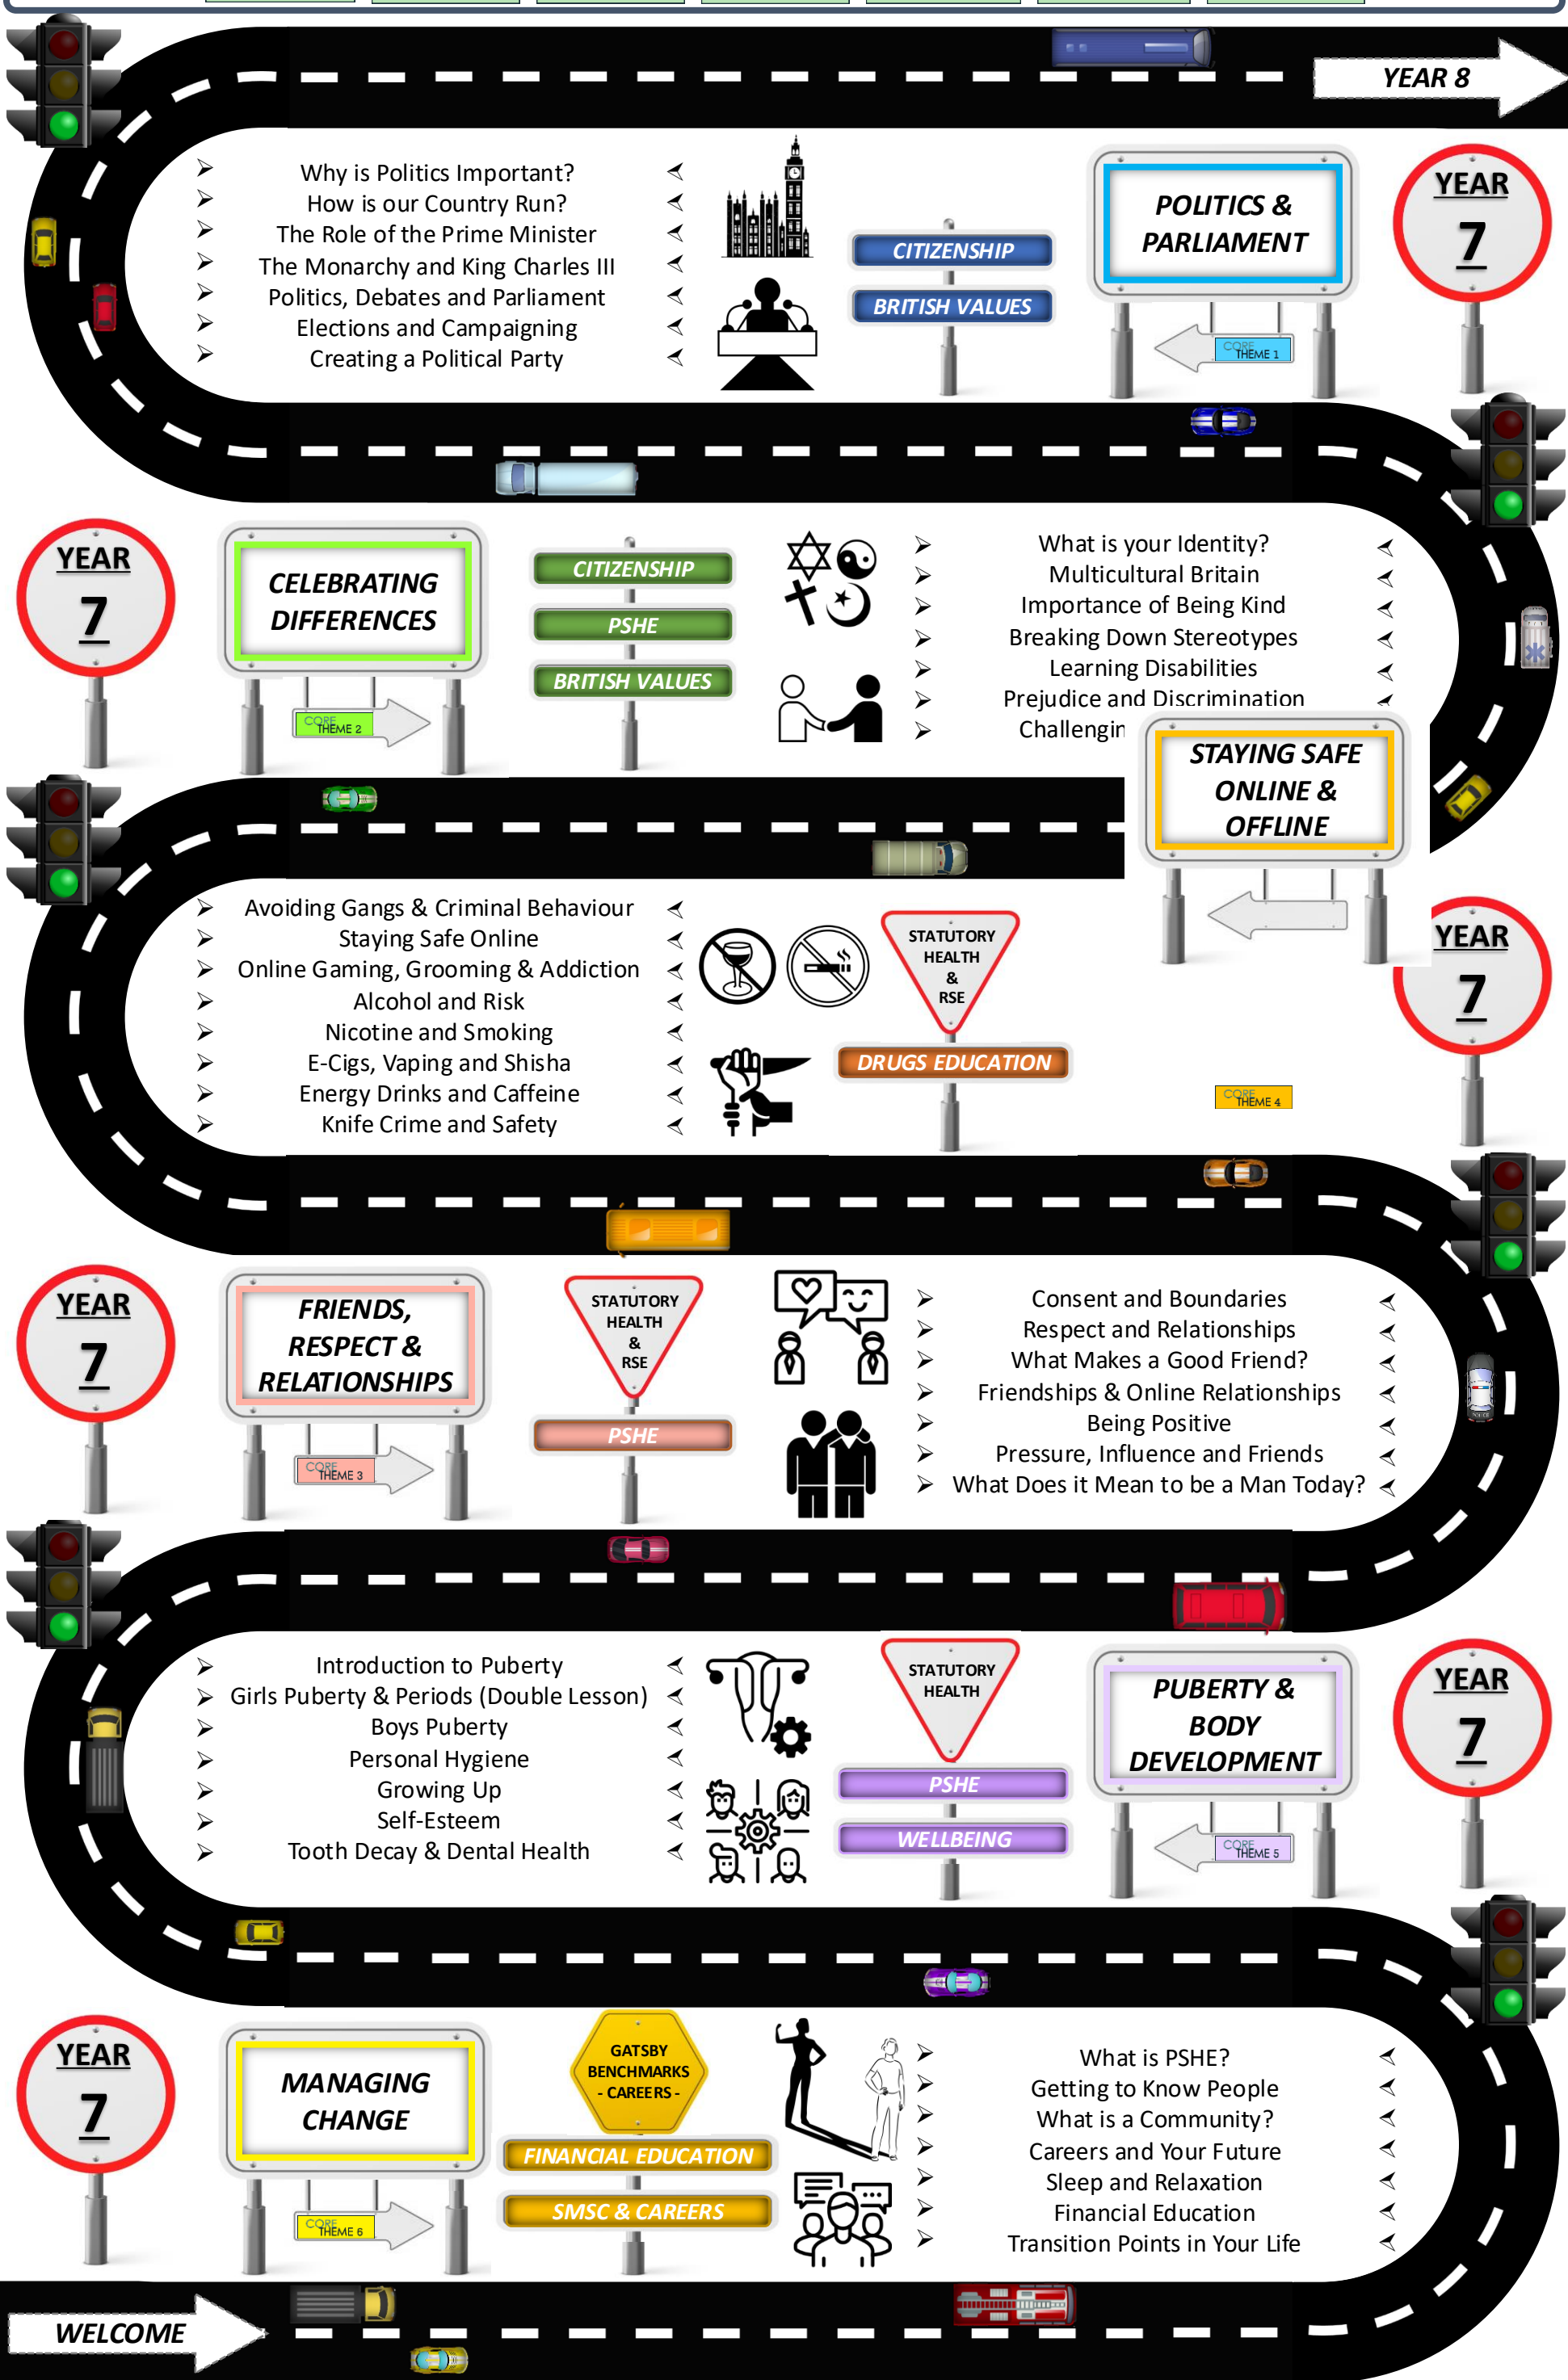 YEAR 8
Why is Politics Important?
How is our Country Run?
The Role of the Prime Minister
The Monarchy and King Charles III
Politics, Debates and Parliament
Elections and Campaigning
Creating a Political Party
CITIZENSHIP
BRITISH VALUES
POLITICS &
PARLIAMENT
CORE
THEME 1
YEAR
7
YEAR
7
CELEBRATING
DIFFERENCES
CORE
THEME 2
CITIZENSHIP
PSHE
BRITISH VALUES
What is your Identity?
Multicultural Britain
Importance of Being Kind
Breaking Down Stereotypes
Learning Disabilities
Prejudice and Discrimination
Challengin
STAYING SAFE
ONLINE &
OFFLINE
Avoiding Gangs & Criminal Behaviour
Staying Safe Online
Online Gaming, Grooming & Addiction
Alcohol and Risk
Nicotine and Smoking
E-Cigs, Vaping and Shisha
Energy Drinks and Caffeine
Knife Crime and Safety
STATUTORY
HEALTH
&
RSE
DRUGS EDUCATION
CORE
THEME 4
YEAR
7
YEAR
7
FRIENDS,
RESPECT &
RELATIONSHIPS
CORE
THEME 3
STATUTORY
HEALTH
&
RSE
PSHE
Consent and Boundaries
Respect and Relationships
What Makes a Good Friend?
Friendships & Online Relationships
Being Positive
Pressure, Influence and Friends
What Does it Mean to be a Man Today?
Introduction to Puberty
Girls Puberty & Periods (Double Lesson)
Boys Puberty
Personal Hygiene
Growing Up
Self-Esteem
Tooth Decay & Dental Health
STATUTORY
HEALTH
PSHE
WELLBEING
PUBERTY &
BODY
DEVELOPMENT
CORE
THEME 5
YEAR
7
YEAR
7
MANAGING
CHANGE
CORE
THEME 6
GATSBY
BENCHMARKS
- CAREERS -
FINANCIAL EDUCATION
SMSC & CAREERS
What is PSHE?
Getting to Know People
What is a Community?
Careers and Your Future
Sleep and Relaxation
Financial Education
Transition Points in Your Life
WELCOME